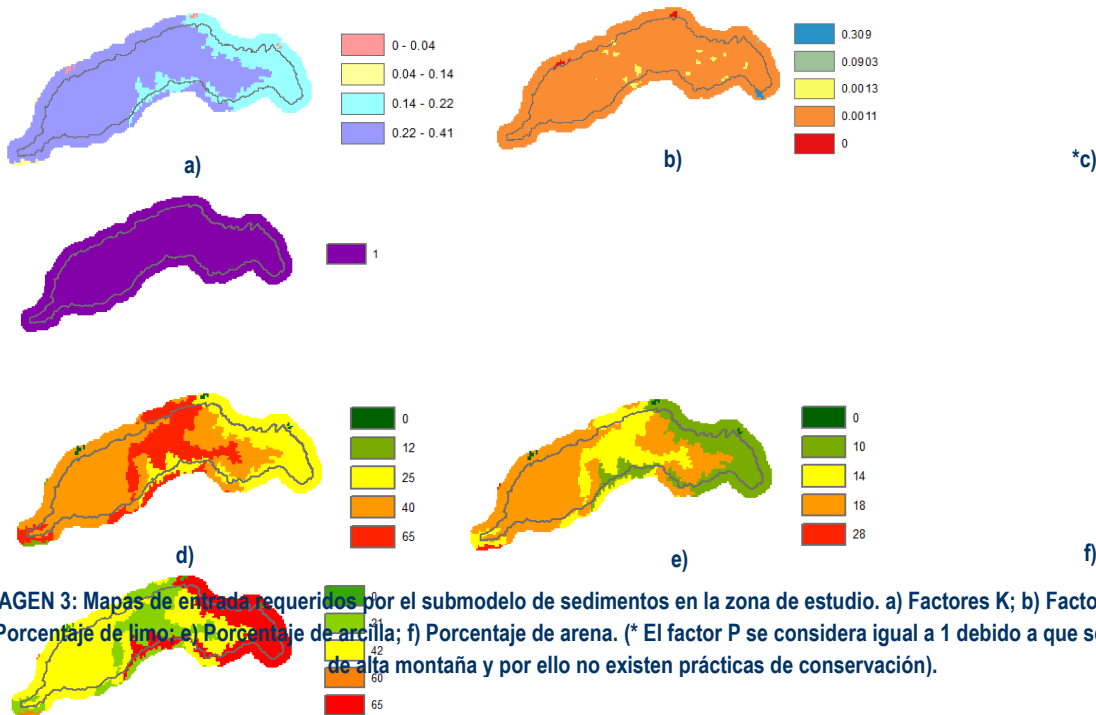 0 - 0.04
0.04 - 0.14
0.14 - 0.22
0.22 - 0.41
a)
0.309
0.0903
0.0013
0.0011
0
b)
*c)
1
0
12
25
40
65
d)
0
10
14
18
28
e)
f)
AGEN 3: Mapas de entrada requeridos por el submodelo de sedimentos en la zona de estudio. a) Factores K; b) Facto
Porcentaje de limo; e) Porcentaje de arcilla; f) Porcentaje de arena. (* El factor P se considera igual a 1 debido a que s
de alta montaña y por ello no existen prácticas de conservación).
42
60
65